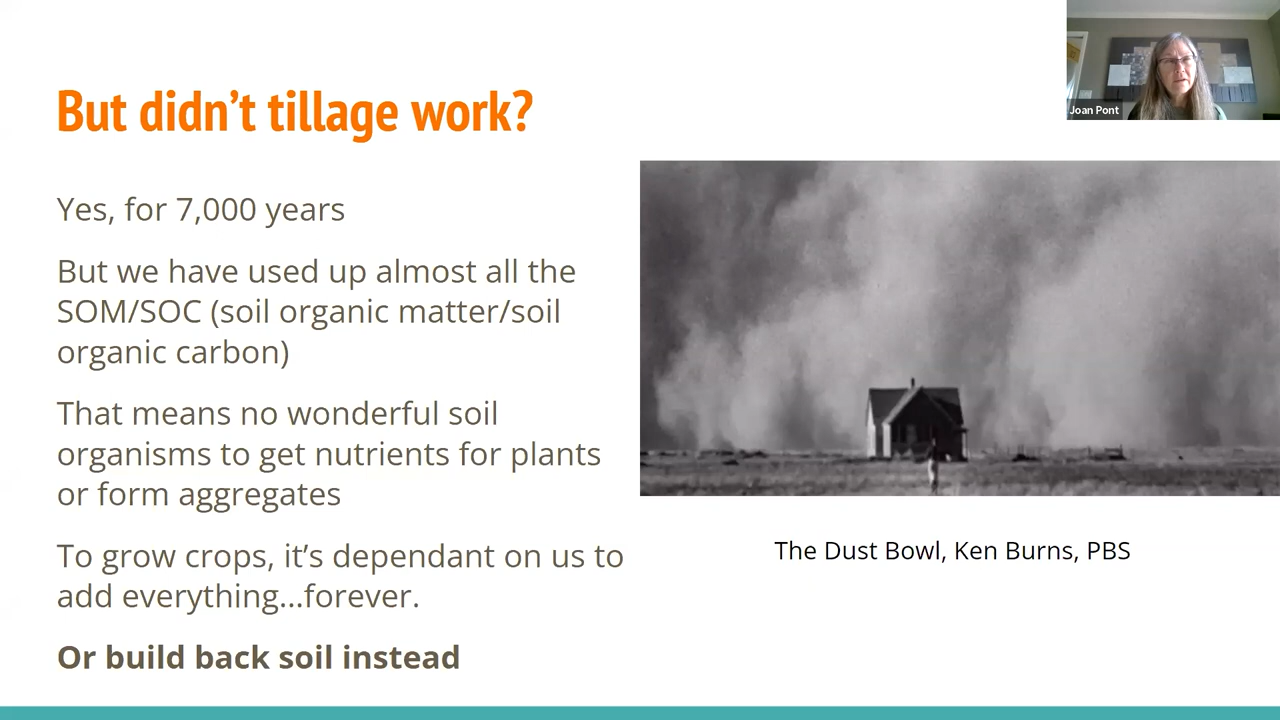 But didn’t tillage work?
Joan Pont
Yes, for 7,000 years
But we have used up almost all the
SOM/SOC (soil organic matter/soil
organic carbon)
That means no wonderful soil
organisms to get nutrients for plants
or form aggregates
To grow crops, it’s dependant on us to
add everything...forever.
Or build back soil instead
The Dust Bowl, Ken Burns, PBS